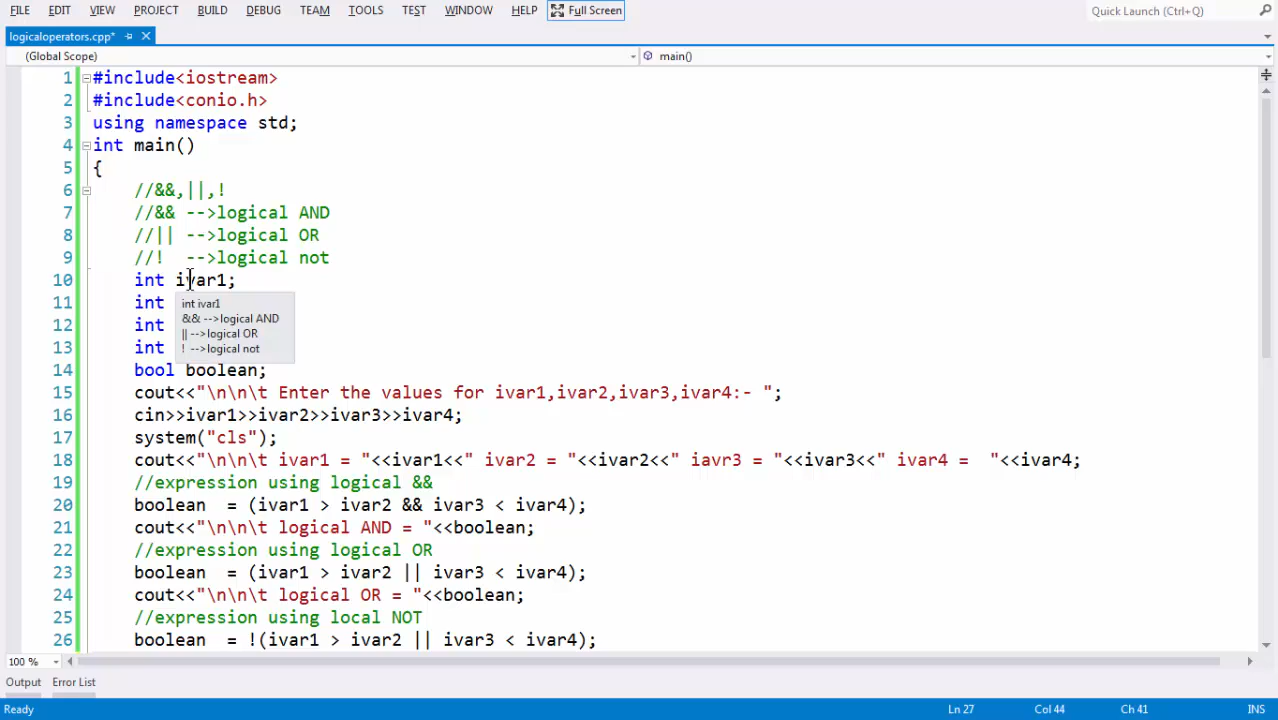 FILE EDIT VIEW PROJECT BUILD DEBUG TEAM TOOLS TEST WINDOW HELP Full Screen Quick Launch (Ctrl+Q)
logicaloperators.cpp*
(Global Scope) main()
1 #include<iostream>
2 #include<conio.h>
3 using namespace std;
4 int main()
5 {
6 //&&,||,!
7 //&& -->logical AND
8 //|| -->logical OR
9 //!  -->logical not
10 int ivar1;
11 int
12 int
13 int
int ivar1
&& -->logical AND
|| -->logical OR
! -->logical not
14 bool boolean;
15 cout<<"\n\n\t Enter the values for ivar1,ivar2,ivar3,ivar4:- ";
16 cin>>ivar1>>ivar2>>ivar3>>ivar4;
17 system("cls");
18 cout<<"\n\n\t ivar1 = "<<ivar1<<" ivar2 = "<<ivar2<<" iavr3 = "<<ivar3<<" ivar4 =  "<<ivar4;
19 //expression using logical &&
20 boolean  = (ivar1 > ivar2 && ivar3 < ivar4);
21 cout<<"\n\n\t logical AND = "<<boolean;
22 //expression using logical OR
23 boolean  = (ivar1 > ivar2 || ivar3 < ivar4);
24 cout<<"\n\n\t logical OR = "<<boolean;
25 //expression using local NOT
26 boolean  = !(ivar1 > ivar2 || ivar3 < ivar4);
100 %
Output Error List
Ready Ln 27 Col 44 Ch 41 INS